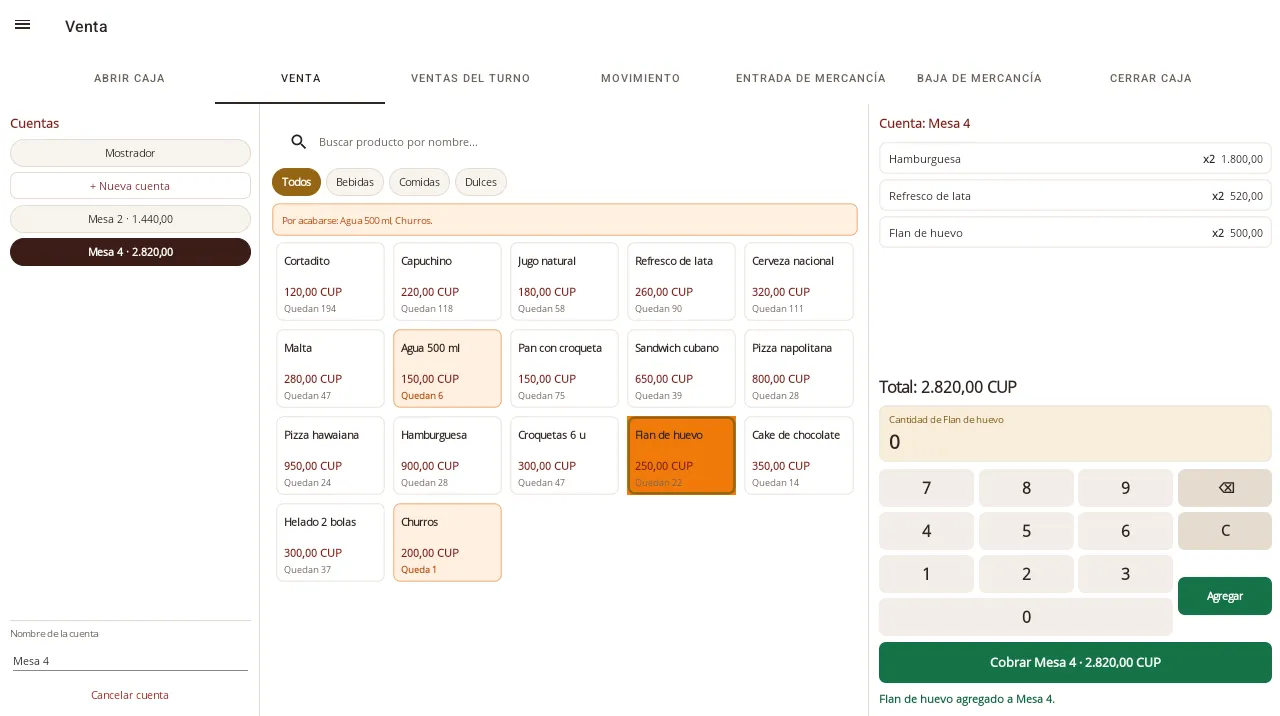 Venta
ABRIR CAJA
VENTA
VENTAS DEL TURNO
MOVIMIENTO
ENTRADA DE MERCANCÍA
BAJA DE MERCANCÍA
CERRAR CAJA
Cuentas
Mostrador
+ Nueva cuenta
Mesa 2 · 1.440,00
Mesa 4 · 2.820,00
Nombre de la cuenta
Mesa 4
Cancelar cuenta
Buscar producto por nombre...
Todos
Bebidas
Comidas
Dulces
Por acabarse: Agua 500 ml, Churros.
Cortadito
120,00 CUP
Quedan 194
Capuchino
220,00 CUP
Quedan 118
Jugo natural
180,00 CUP
Quedan 58
Refresco de lata
260,00 CUP
Quedan 90
Cerveza nacional
320,00 CUP
Quedan 111
Malta
280,00 CUP
Quedan 47
Agua 500 ml
150,00 CUP
Quedan 6
Pan con croqueta
150,00 CUP
Quedan 75
Sandwich cubano
650,00 CUP
Quedan 39
Pizza napolitana
800,00 CUP
Quedan 28
Pizza hawaiana
950,00 CUP
Quedan 24
Hamburguesa
900,00 CUP
Quedan 28
Croquetas 6 u
300,00 CUP
Quedan 47
Flan de huevo
250,00 CUP
Quedan 22
Cake de chocolate
350,00 CUP
Quedan 14
Helado 2 bolas
300,00 CUP
Quedan 37
Churros
200,00 CUP
Queda 1
Cuenta: Mesa 4
Hamburguesa x2 1.800,00
Refresco de lata x2 520,00
Flan de huevo x2 500,00
Total: 2.820,00 CUP
Cantidad de Flan de huevo
0
7 8 9 ⌫
4 5 6 C
1 2 3
Agregar
0
Cobrar Mesa 4 · 2.820,00 CUP
Flan de huevo agregado a Mesa 4.